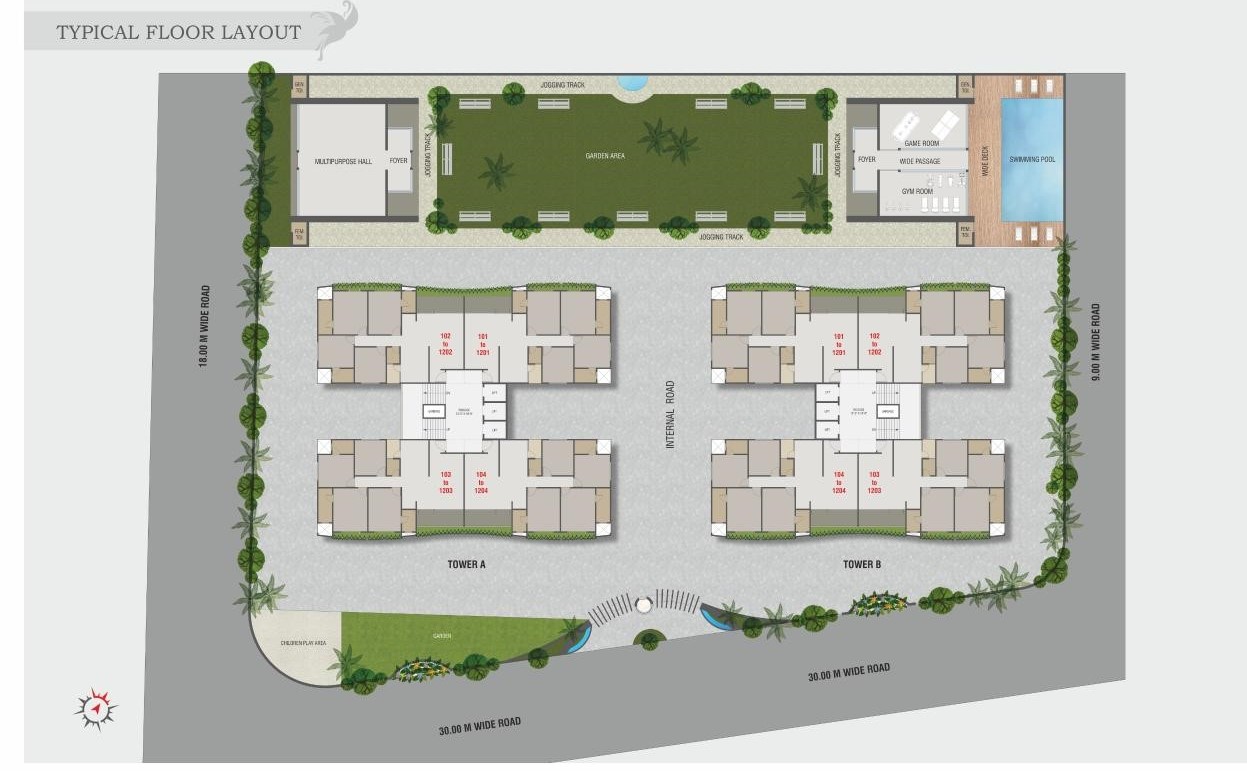 TYPICAL FLOOR LAYOUT
GEN.
TOI.
JOGGING TRACK
GEN.
TOI.
JOGGING TRACK
GARDEN AREA
JOGGING TRACK
MULTIPURPOSE HALL
FOYER
FOYER
GAME ROOM
WIDE PASSAGE
GYM ROOM
WIDE DECK
SWIMMING POOL
FEM.
TOI.
JOGGING TRACK
FEM.
TOI.
18.00 M WIDE ROAD
9.00 M WIDE ROAD
INTERNAL ROAD
102
to
1202
101
to
1201
101
to
1201
102
to
1202
LIFT
LIFT
LIFT
LIFT
LIFT
LIFT
103
to
1203
104
to
1204
104
to
1204
103
to
1203
TOWER A
TOWER B
CHILDREN PLAY AREA
GARDEN
30.00 M WIDE ROAD
30.00 M WIDE ROAD